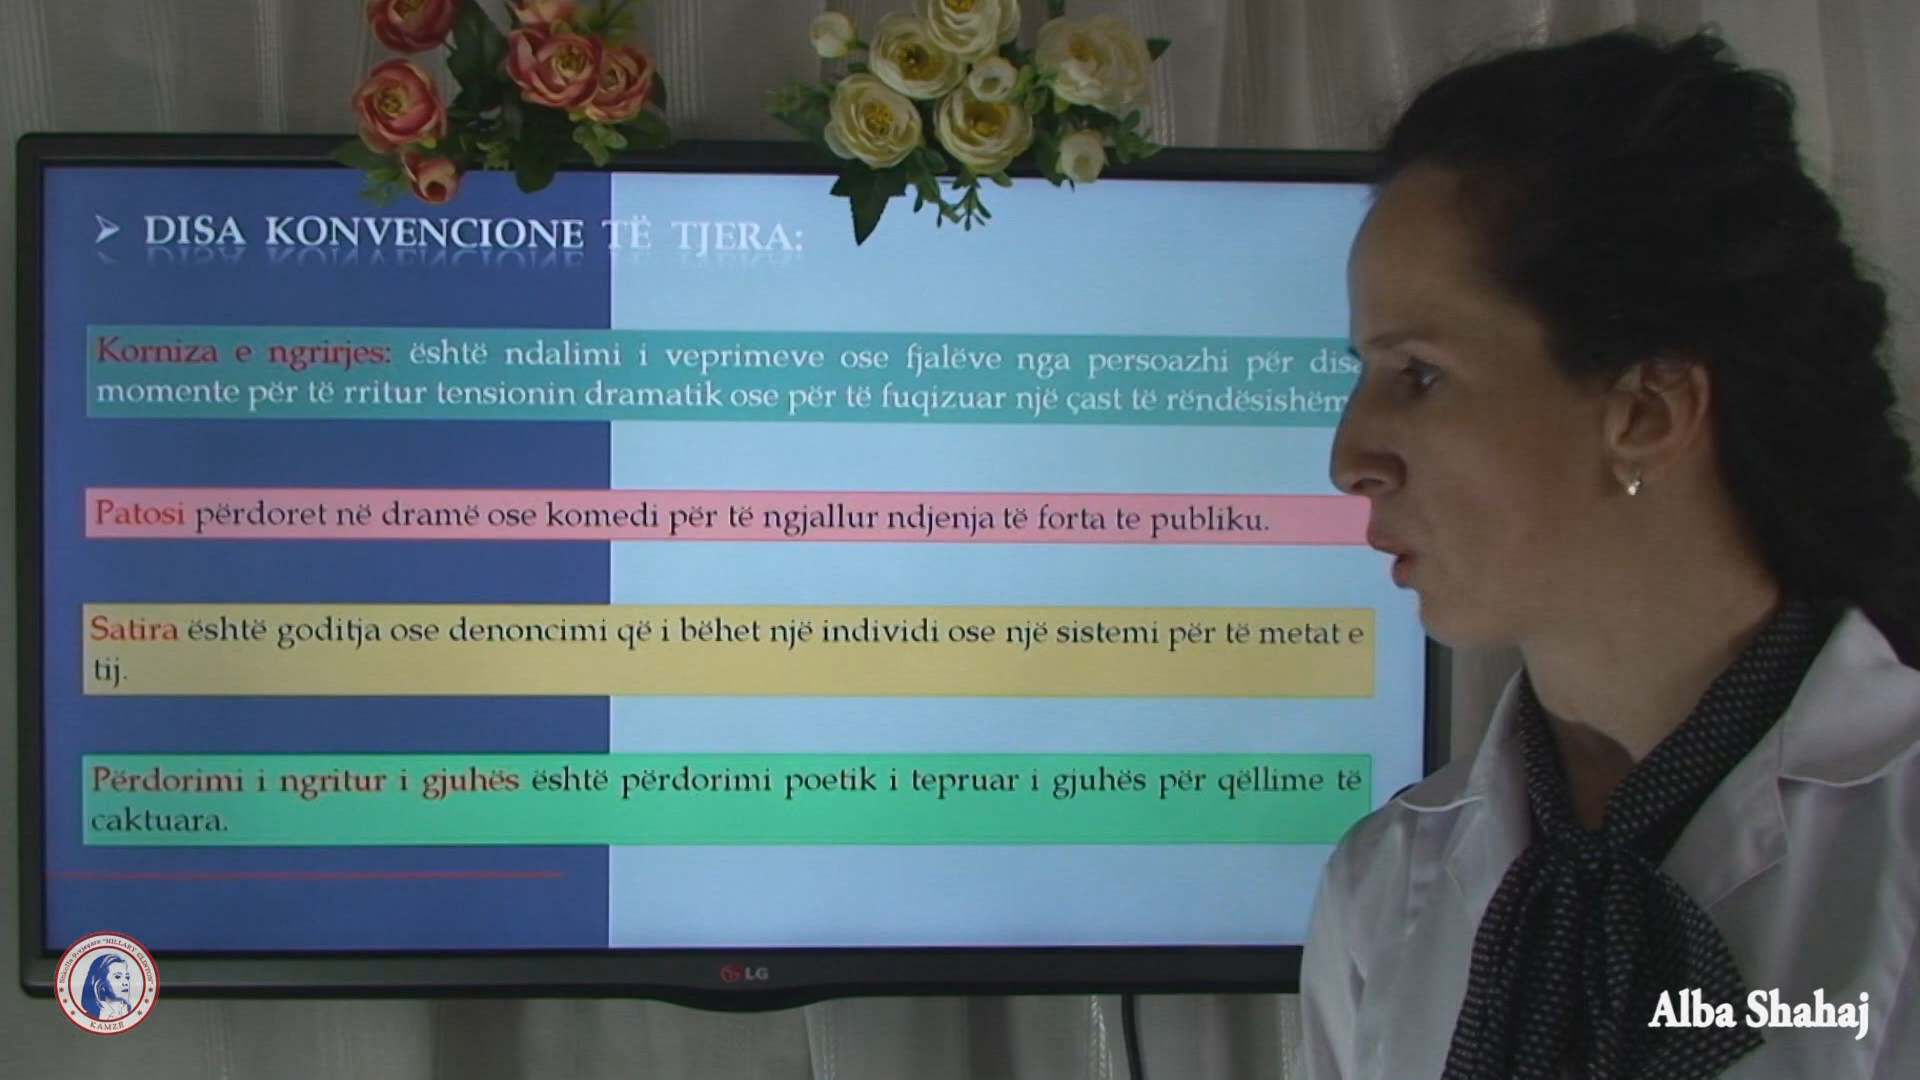 DISA KONVENCIONE TË TJERA:
Korniza e ngrirjes: është ndalimi i veprimeve ose fjalëve nga persoazhi për disa
momente për të rritur tensionin dramatik ose për të fuqizuar një çast të rëndësishëm
Patosi përdoret në dramë ose komedi për të ngjallur ndjenja të forta te publiku.
Satira është goditja ose denoncimi që i bëhet një individi ose një sistemi për të metat e
tij.
Përdorimi i ngritur i gjuhës është përdorimi poetik i tepruar i gjuhës për qëllime të
caktuara.
LG
"HILLARY CLINTON"
KAMZË
Alba Shahaj